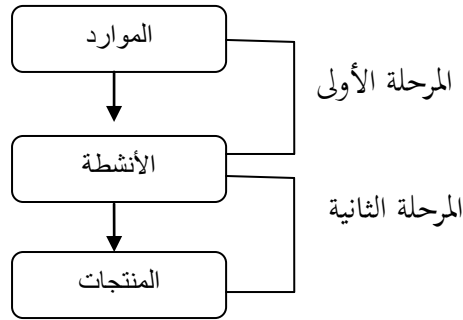 الموارد
المرحلة الأولى
الأنشطة
المرحلة الثانية
المنتجات